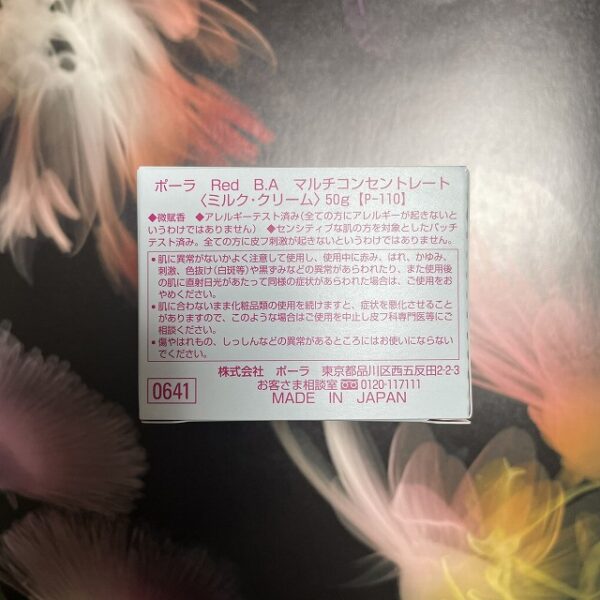 ポーラ Red B.A マルチコンセントレート
〈ミルク・クリーム〉50g【P-110】
◆微賦香 ◆アレルギーテスト済み(全ての方にアレルギーが起きないと
いうわけではありません) ◆センシティブな肌の方を対象としたパッチ
テスト済み。全ての方に皮フ刺激が起きないというわけではありません。
●肌に異常がないかよく注意して使用し、使用中に赤み、はれ、かゆみ、
刺激、色抜け(白斑等)や黒ずみなどの異常があらわれたり、また使用後
の肌に直射日光があたって同様の症状があらわれた場合は、ご使用をお
やめください。
●肌に合わないまま化粧品類の使用を続けますと、症状を悪化させること
がありますので、このような場合はご使用を中止し皮フ科専門医等にご
相談ください。
●傷やはれもの、しっしんなどの異常があるところにはお使いにならない
でください。
株式会社 ポーラ 東京都品川区西五反田2-2-3
お客さま相談室 0120-117111
MADE IN JAPAN
0641